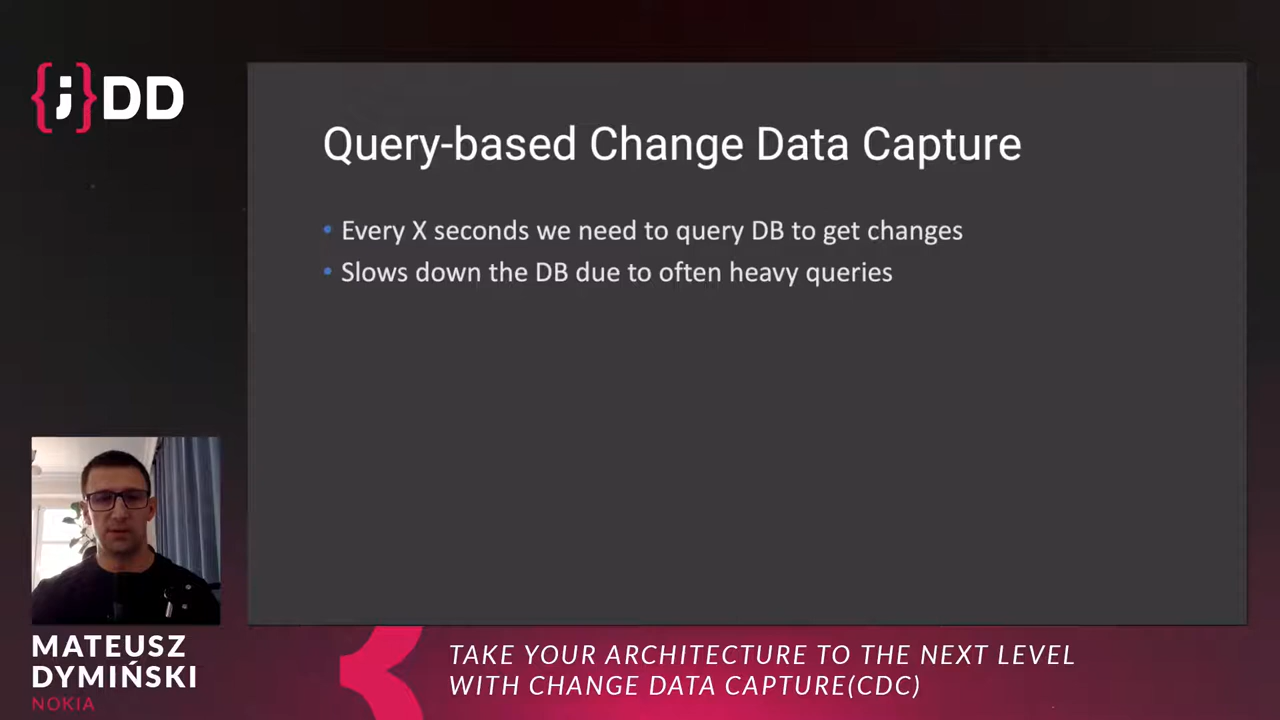 {;}DD
Query-based Change Data Capture
• Every X seconds we need to query DB to get changes
• Slows down the DB due to often heavy queries
MATEUSZ
DYMIŃSKI
NOKIA
TAKE YOUR ARCHITECTURE TO THE NEXT LEVEL
WITH CHANGE DATA CAPTURE(CDC)